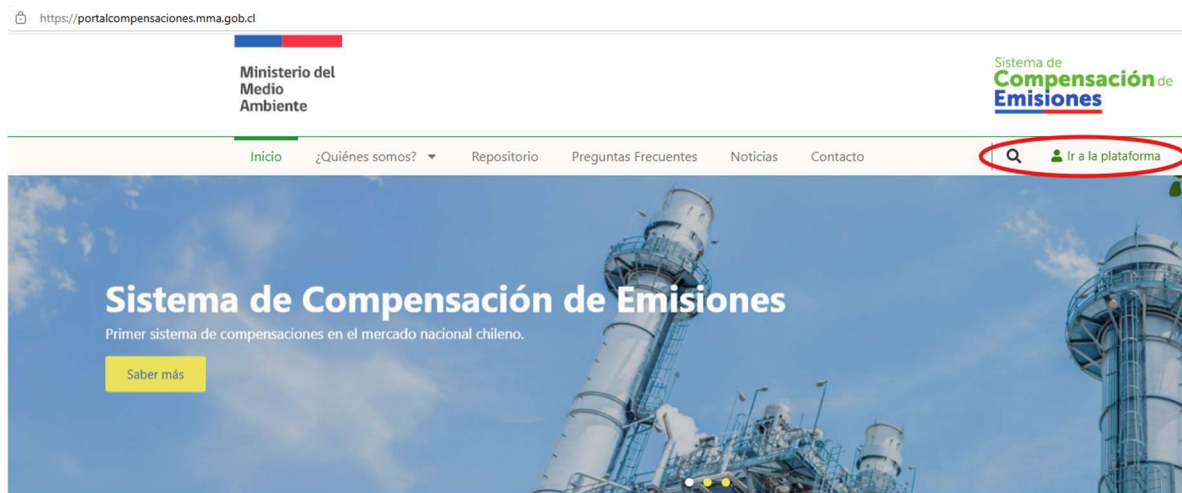 https://portalcompensaciones.mma.gob.cl
Ministerio del
Medio
Ambiente
Sistema de
Compensación de
Emisiones
Inicio ¿Quiénes somos? Repositorio Preguntas Frecuentes Noticias Contacto Ir a la plataforma
Sistema de Compensación de Emisiones
Primer sistema de compensaciones en el mercado nacional chileno.
Saber más